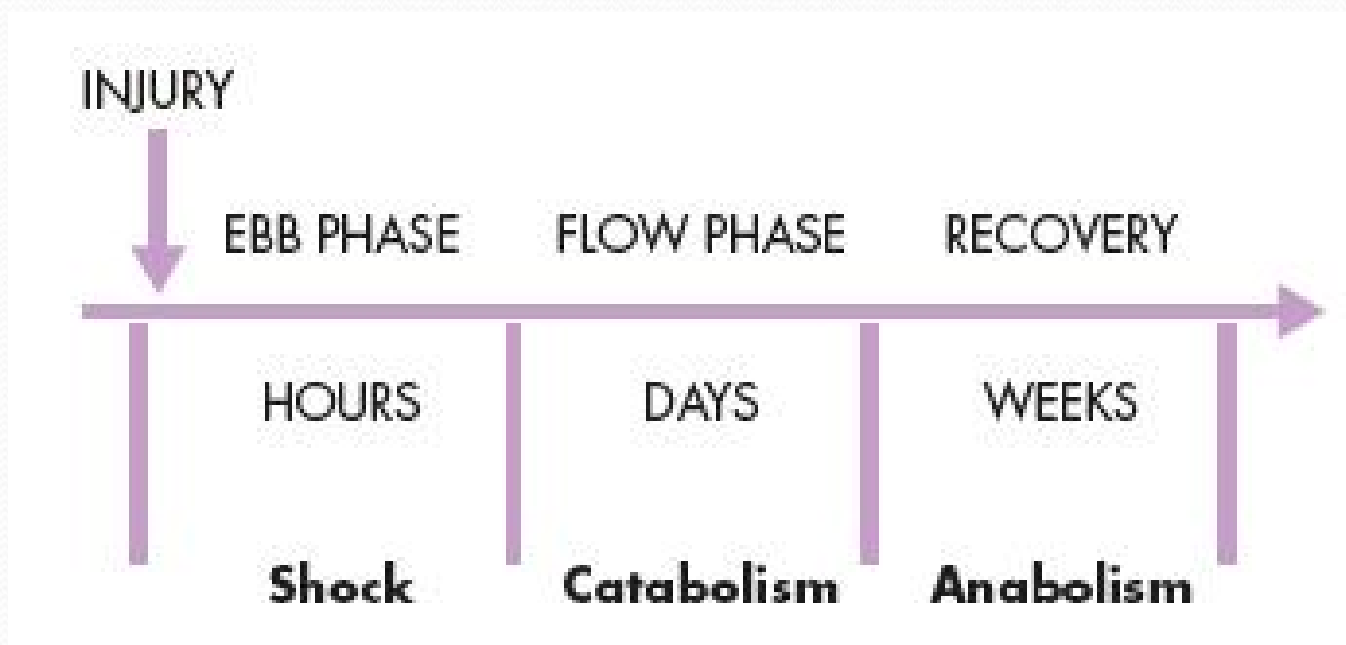 INJURY
EBB PHASE FLOW PHASE RECOVERY
HOURS DAYS WEEKS
Shock Catabolism Anabolism